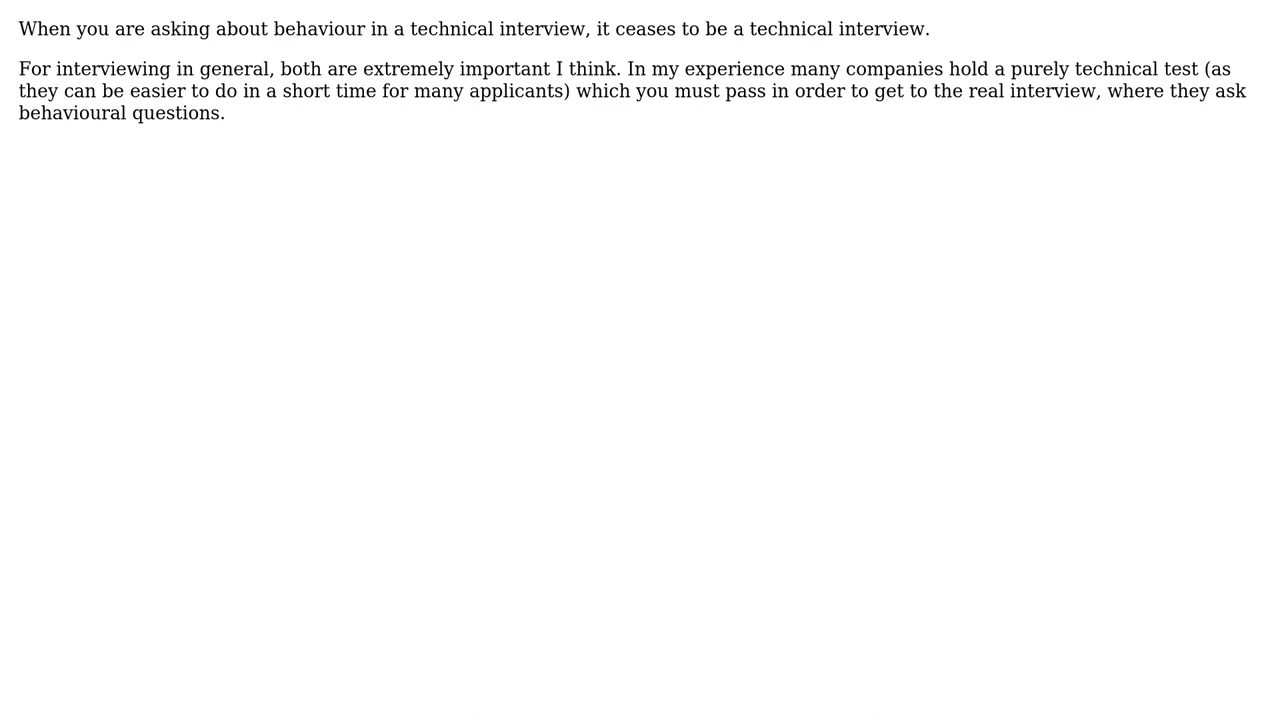 When you are asking about behaviour in a technical interview, it ceases to be a technical interview.
For interviewing in general, both are extremely important I think. In my experience many companies hold a purely technical test (as
they can be easier to do in a short time for many applicants) which you must pass in order to get to the real interview, where they ask
behavioural questions.